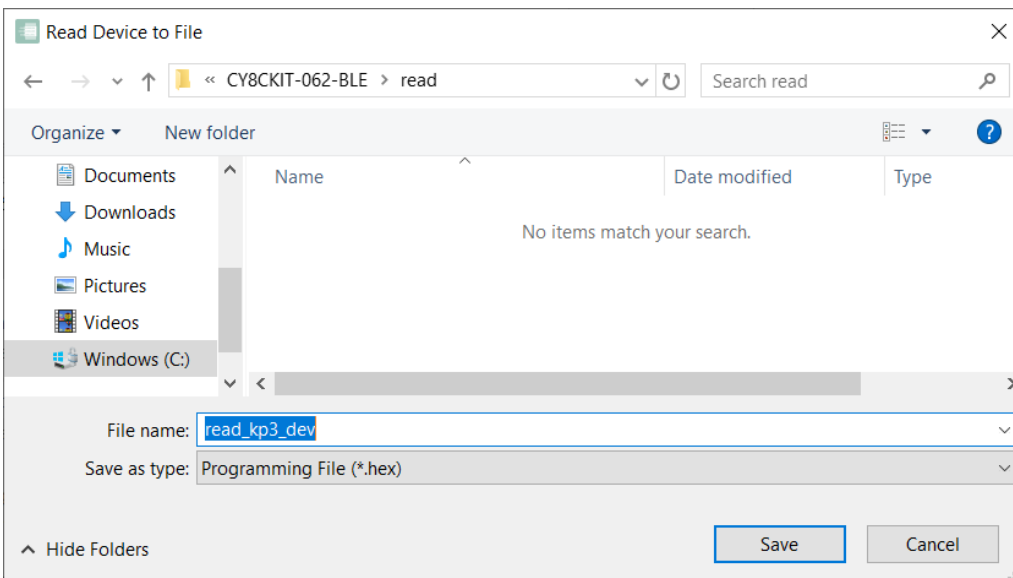 Read Device to File
« CY8CKIT-062-BLE > read
Search read
Organize
New folder
?
Name
Date modified
Type
Documents
Downloads
Music
Pictures
Videos
Windows (C:)
No items match your search.
File name: read_kp3_dev
Save as type: Programming File (*.hex)
Hide Folders
Save
Cancel